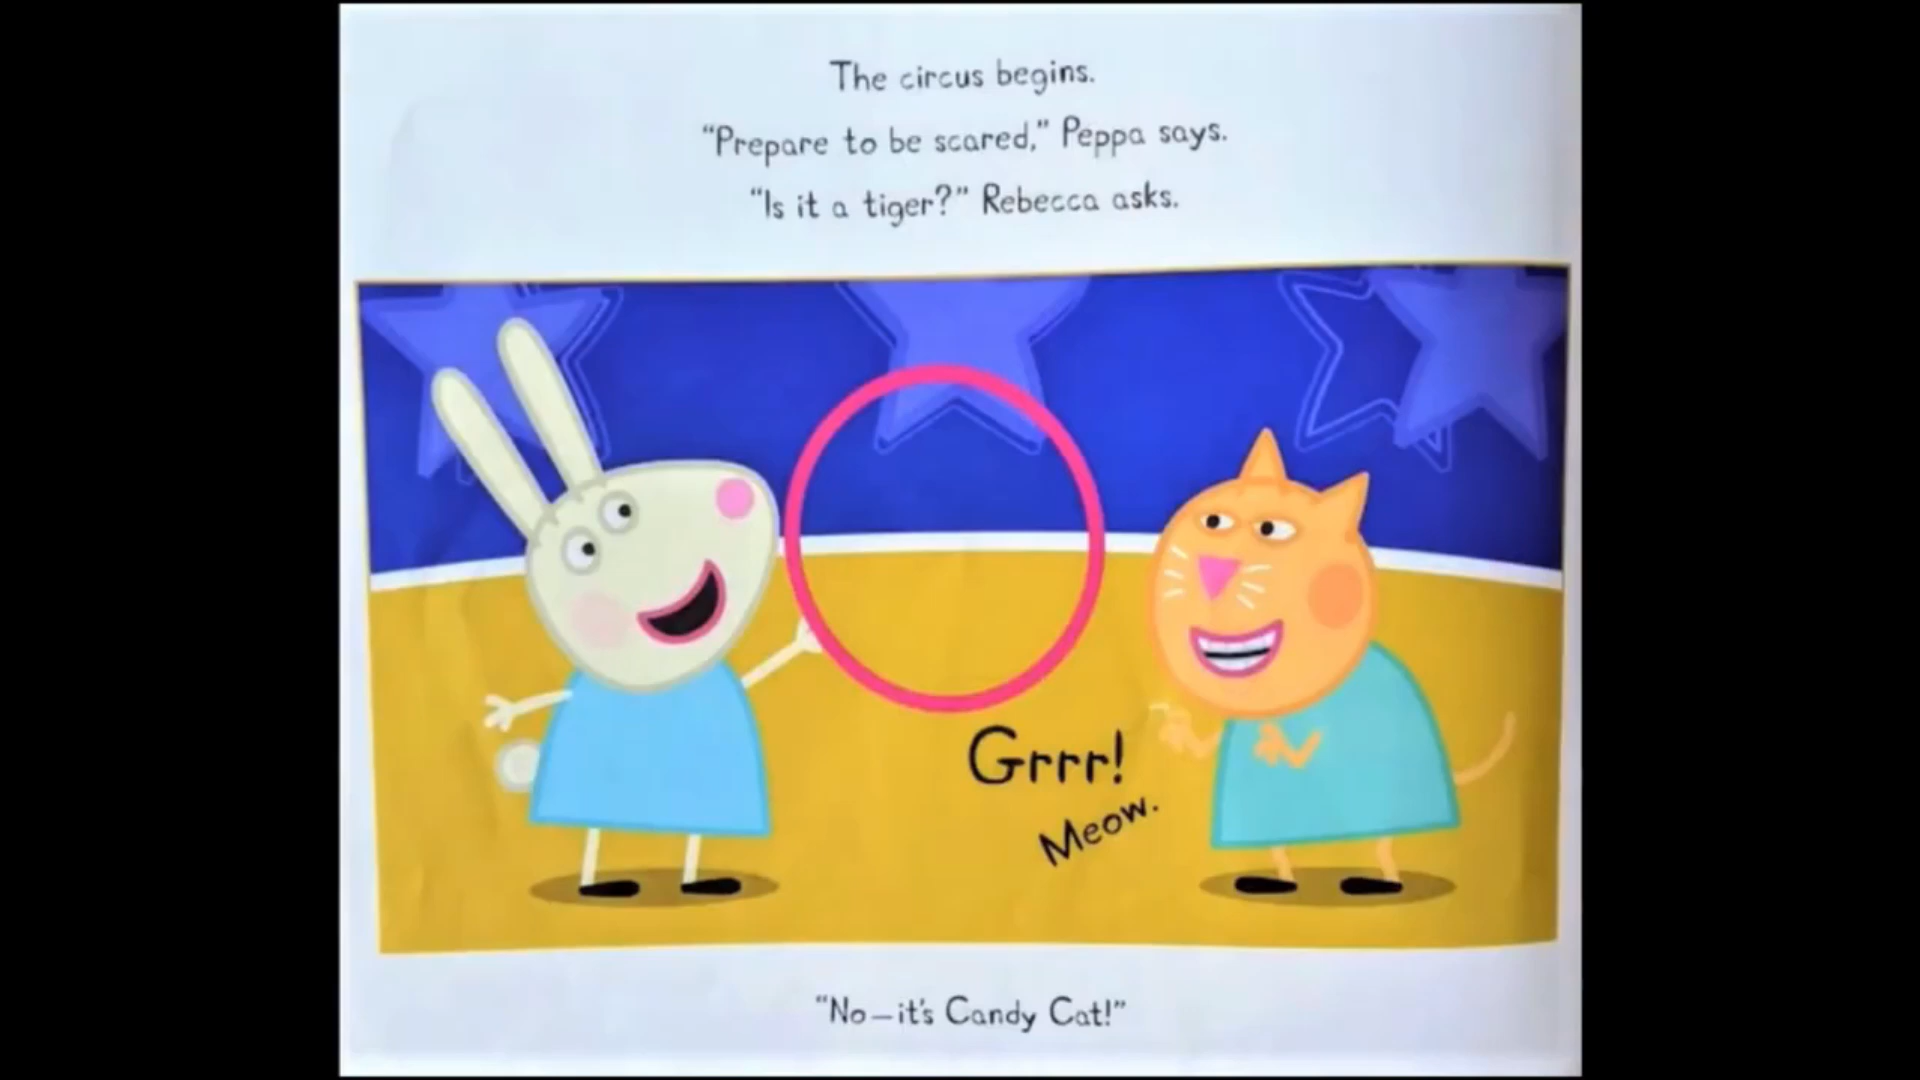 The circus begins.
“Prepare to be scared,” Peppa says.
“Is it a tiger?” Rebecca asks.
Grrr!
Meow.
“No—it’s Candy Cat!”